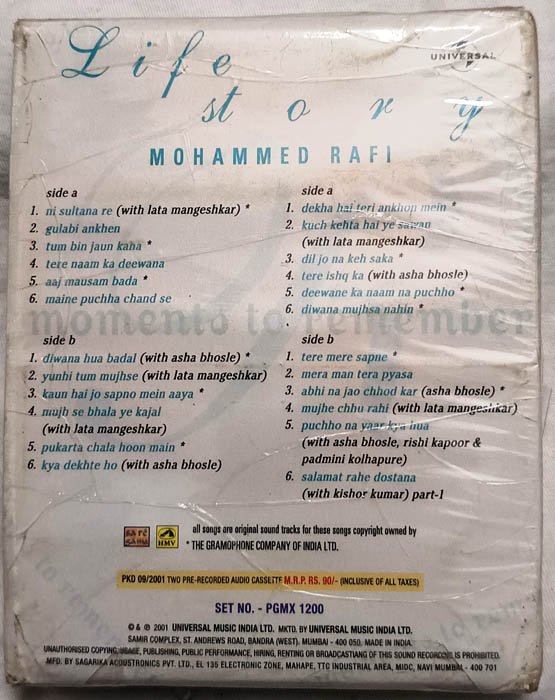 Life
story
UNIVERSAL
MOHAMMED RAFI
side a
1. ni sultana re (with lata mangeshkar) *
2. gulabi ankhen
3. tum bin jaun kaha *
4. tere naam ka deewana
5. aaj mausam bada *
6. maine puchha chand se
side a
1. dekha hai teri ankhon mein *
2. kuch kehta hai ye sawan
(with lata mangeshkar)
3. dil jo na keh saka *
4. tere ishq ka (with asha bhosle)
5. deewane ka naam na puchho *
6. diwana mujhsa nahin *
momento to remember
side b
1. diwana hua badal (with asha bhosle) *
2. yunhi tum mujhse (with lata mangeshkar)
3. kaun hai jo sapno mein aaya *
4. mujh se bhala ye kajal
(with lata mangeshkar)
5. pukarta chala hoon main *
6. kya dekhte ho (with asha bhosle)
side b
1. tere mere sapne *
2. mera man tera pyasa
3. abhi na jao chhod kar (asha bhosle) *
4. mujhe chhu rahi (with lata mangeshkar)
5. puchho na yaar kya hua
(with asha bhosle, rishi kapoor &
padmini kolhapure)
6. salamat rahe dostana
(with kishor kumar) part-1
sa re
ga ma
HMV
all songs are original sound tracks for these songs copyright owned by
* THE GRAMOPHONE COMPANY OF INDIA LTD.
PKD 09/2001 TWO PRE-RECORDED AUDIO CASSETTE M.R.P. RS. 90/- (INCLUSIVE OF ALL TAXES)
SET NO. - PGMX 1200
© & ℗ 2001 UNIVERSAL MUSIC INDIA LTD. MKTD. BY UNIVERSAL MUSIC INDIA LTD.
SAMIR COMPLEX, ST. ANDREWS ROAD, BANDRA (WEST), MUMBAI - 400 050. MADE IN INDIA.
UNAUTHORISED COPYING, USAGE, PUBLISHING, PUBLIC PERFORMANCE, HIRING, RENTING OR BROADCASTIANG OF THIS SOUND RECORDING IS PROHIBITED.
MFD. BY SAGARIKA ACOUSTRONICS PVT. LTD., EL 135 ELECTRONIC ZONE, MAHAPE, TTC INDUSTRIAL AREA, MIDC, NAVI MUMBAI - 400 701